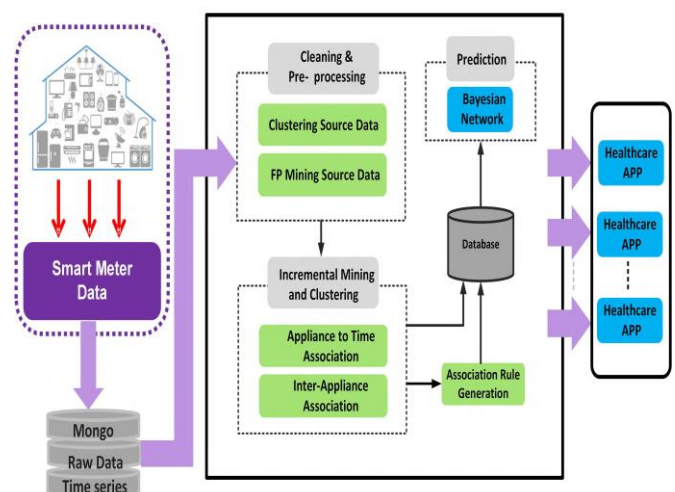 Smart Meter
Data
Mongo
Raw Data
Time series
Cleaning &
Pre- processing
Clustering Source Data
FP Mining Source Data
Incremental Mining
and Clustering
Appliance to Time
Association
Inter-Appliance
Association
Prediction
Bayesian
Network
Database
Association Rule
Generation
Healthcare
APP
Healthcare
APP
Healthcare
APP